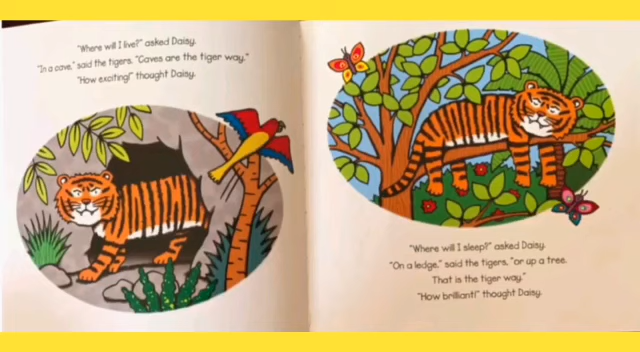 "Where will I live?" asked Daisy.
"In a cave," said the tigers. "Caves are the tiger way."
"How exciting!" thought Daisy.
"Where will I sleep?" asked Daisy.
"On a ledge," said the tigers, "or up a tree.
That is the tiger way."
"How brilliant!" thought Daisy.